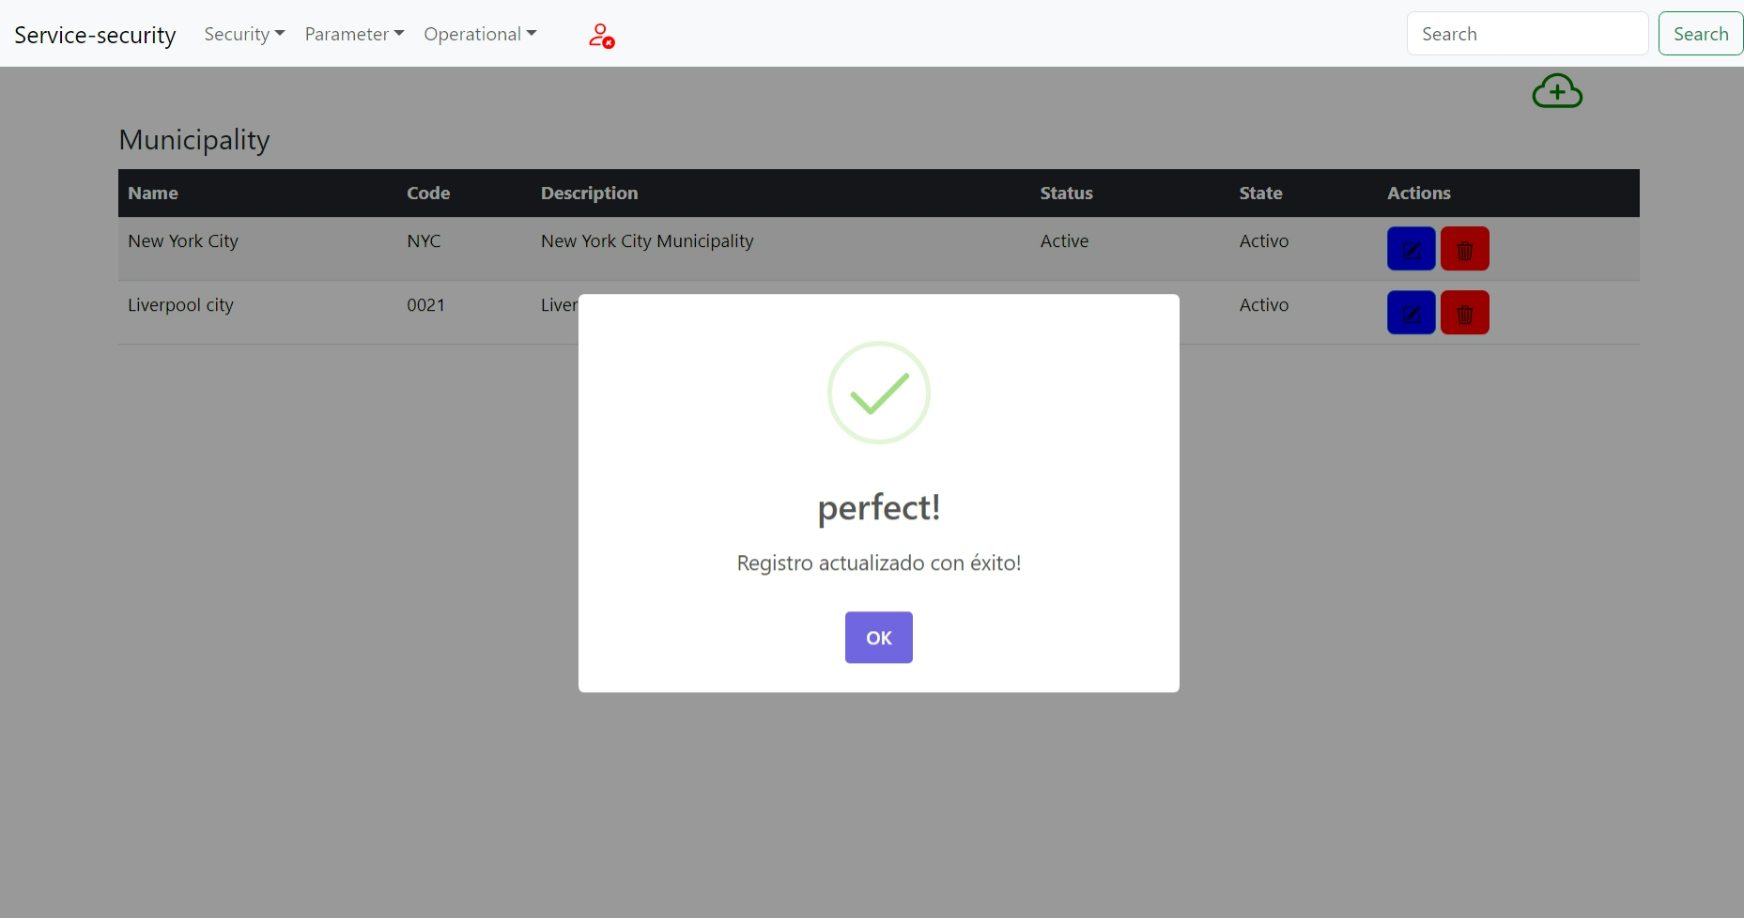 Service-security Security Parameter Operational Search Search
Municipality
Name Code Description Status State Actions
New York City NYC New York City Municipality Active Activo
Liverpool city 0021 Activo
perfect!
Registro actualizado con éxito!
OK